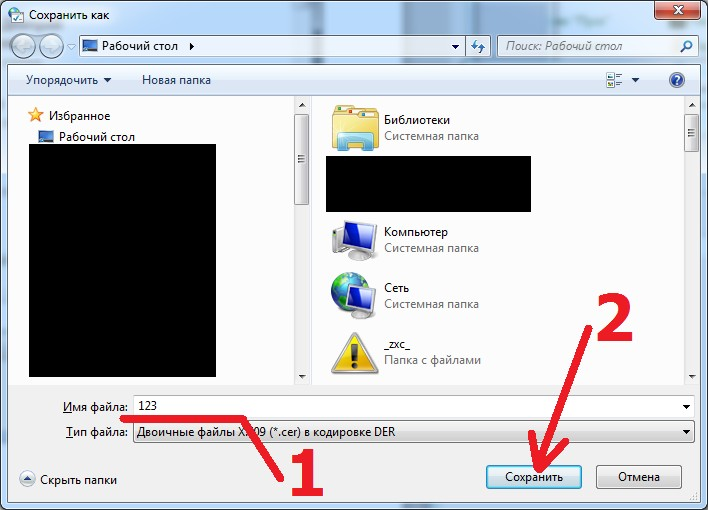 Сохранить как
Рабочий стол
Поиск: Рабочий стол
Упорядочить
Новая папка
Избранное
Рабочий стол
Библиотеки
Системная папка
Компьютер
Системная папка
Сеть
Системная папка
_zxc_
Папка с файлами
2
Имя файла: 123
Тип файла: Двоичные файлы X.509 (*.cer) в кодировке DER
1
Скрыть папки
Сохранить
Отмена